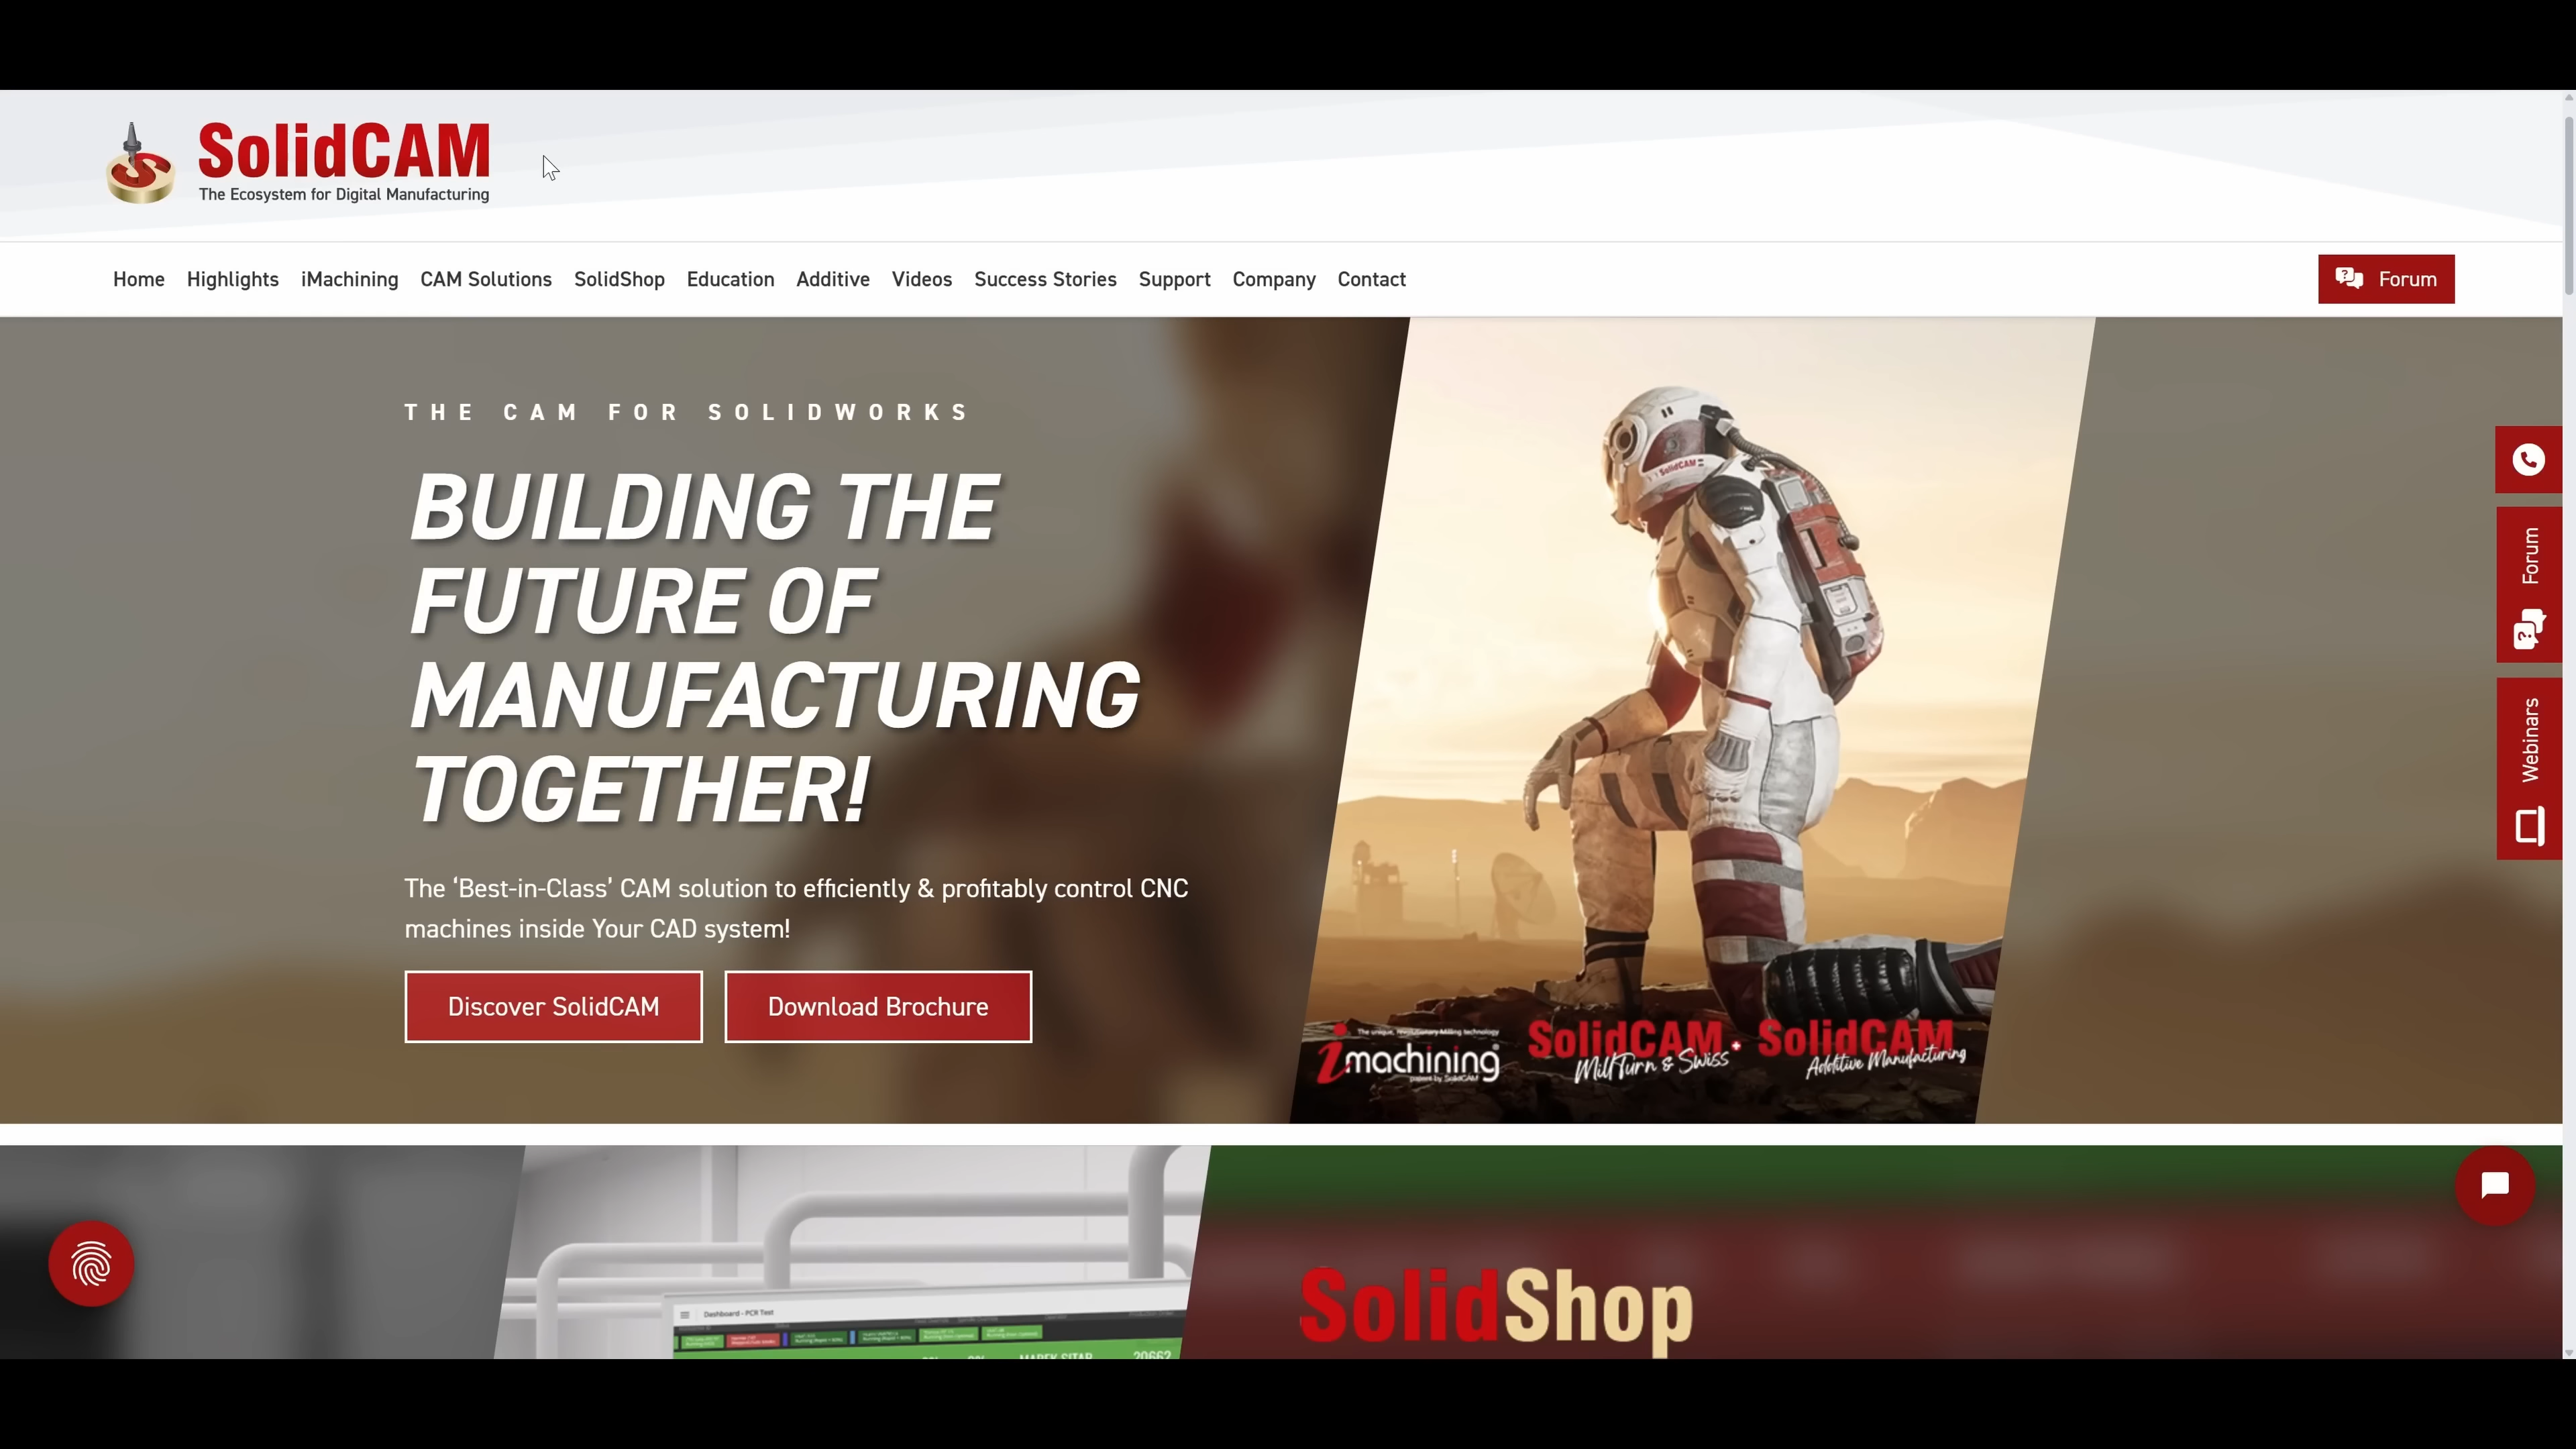 SolidCAM
The Ecosystem for Digital Manufacturing
Home Highlights iMachining CAM Solutions SolidShop Education Additive Videos Success Stories Support Company Contact
Forum
THE CAM FOR SOLIDWORKS
BUILDING THE
FUTURE OF
MANUFACTURING
TOGETHER!
The ‘Best-in-Class’ CAM solution to efficiently & profitably control CNC
machines inside Your CAD system!
Discover SolidCAM
Download Brochure
SolidCAM
The unique, revolutionary Milling technology
imachining
patent by SolidCAM
SolidCAM
MillTurn & Swiss
SolidCAM
Additive Manufacturing
Forum
Webinars
Dashboard - PCR Test
MAREK SITAR
20662
SolidShop